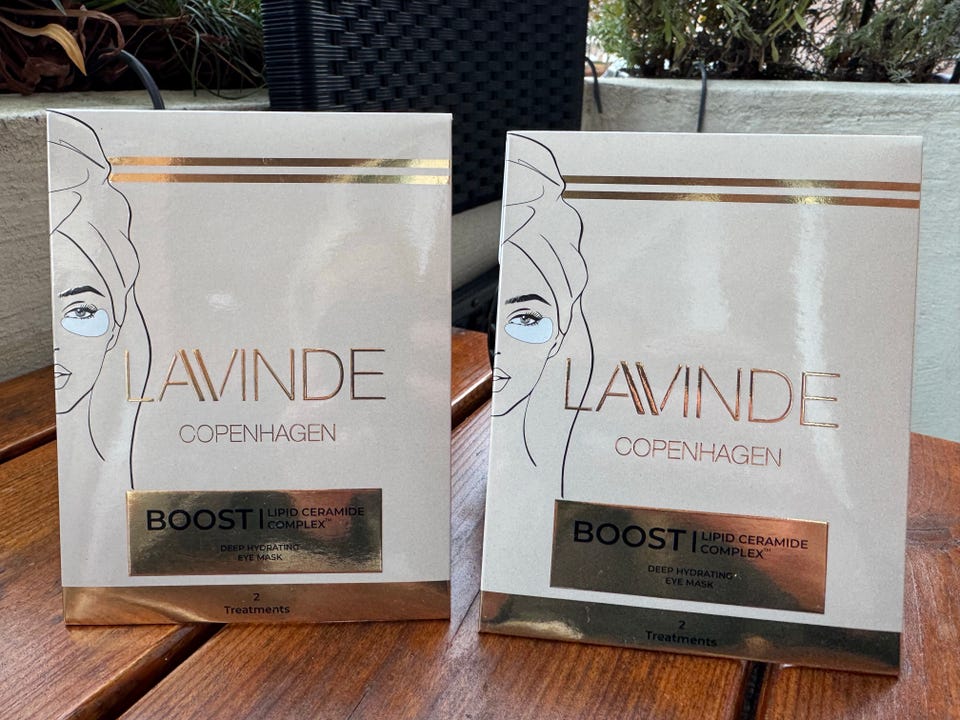 LAVINDE
COPENHAGEN
BOOST | LIPID CERAMIDE
COMPLEX™
DEEP HYDRATING
EYE MASK
2
Treatments
LAVINDE
COPENHAGEN
BOOST | LIPID CERAMIDE
COMPLEX™
DEEP HYDRATING
EYE MASK
2
Treatments